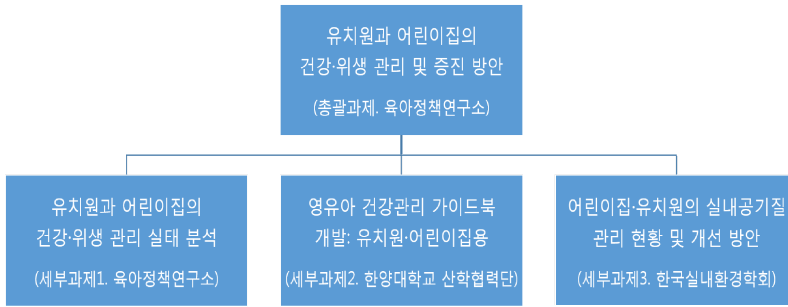 유치원과 어린이집의
건강·위생 관리 및 증진 방안
(총괄과제. 육아정책연구소)
유치원과 어린이집의
건강·위생 관리 실태 분석
(세부과제1. 육아정책연구소)
영유아 건강관리 가이드북
개발: 유치원·어린이집용
(세부과제2. 한양대학교 산학협력단)
어린이집·유치원의 실내공기질
관리 현황 및 개선 방안
(세부과제3. 한국실내환경학회)